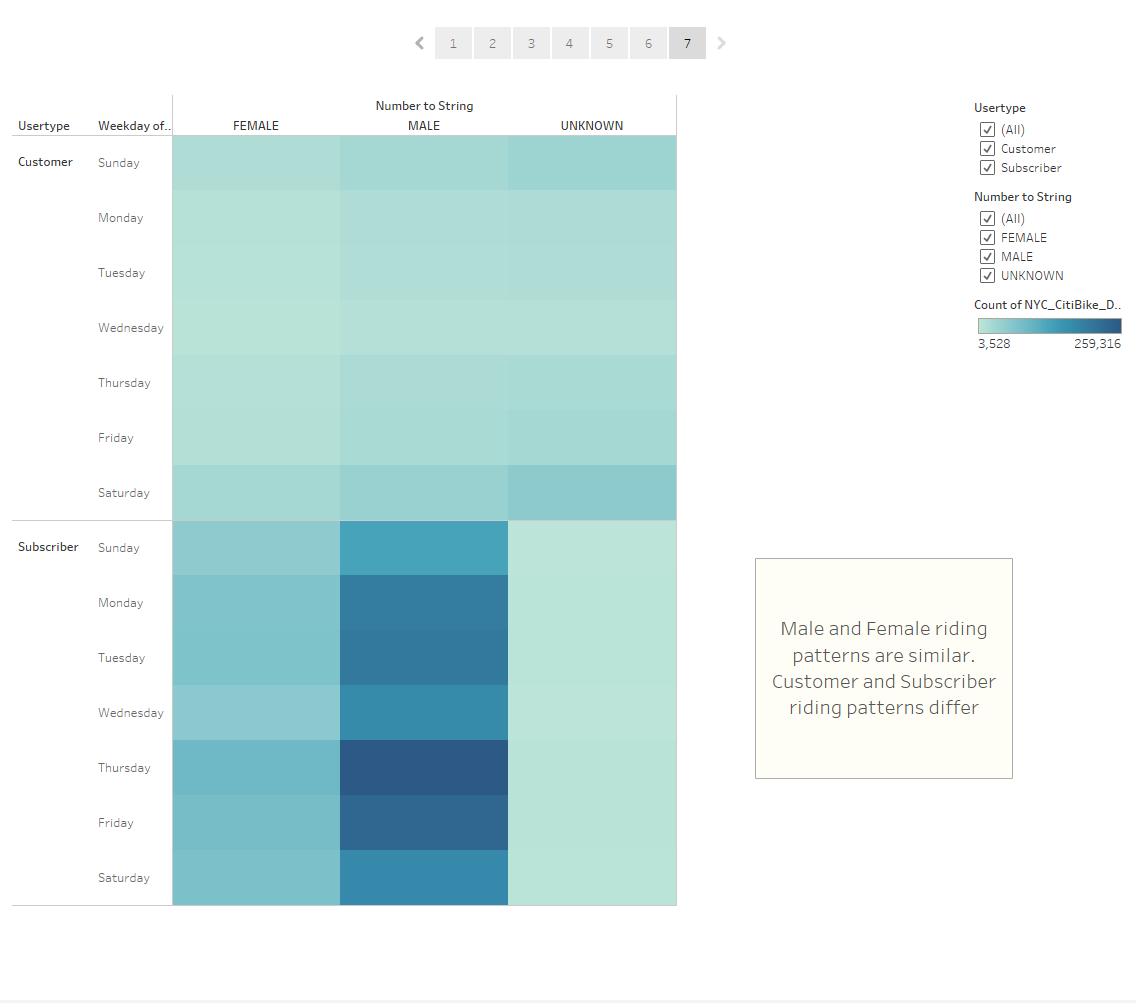 1 2 3 4 5 6 7
Number to String
Usertype Weekday of.. FEMALE MALE UNKNOWN
Customer Sunday
Monday
Tuesday
Wednesday
Thursday
Friday
Saturday
Subscriber Sunday
Monday
Tuesday
Wednesday
Thursday
Friday
Saturday
Usertype
(All)
Customer
Subscriber
Number to String
(All)
FEMALE
MALE
UNKNOWN
Count of NYC_CitiBike_D..
3,528 259,316
Male and Female riding
patterns are similar.
Customer and Subscriber
riding patterns differ